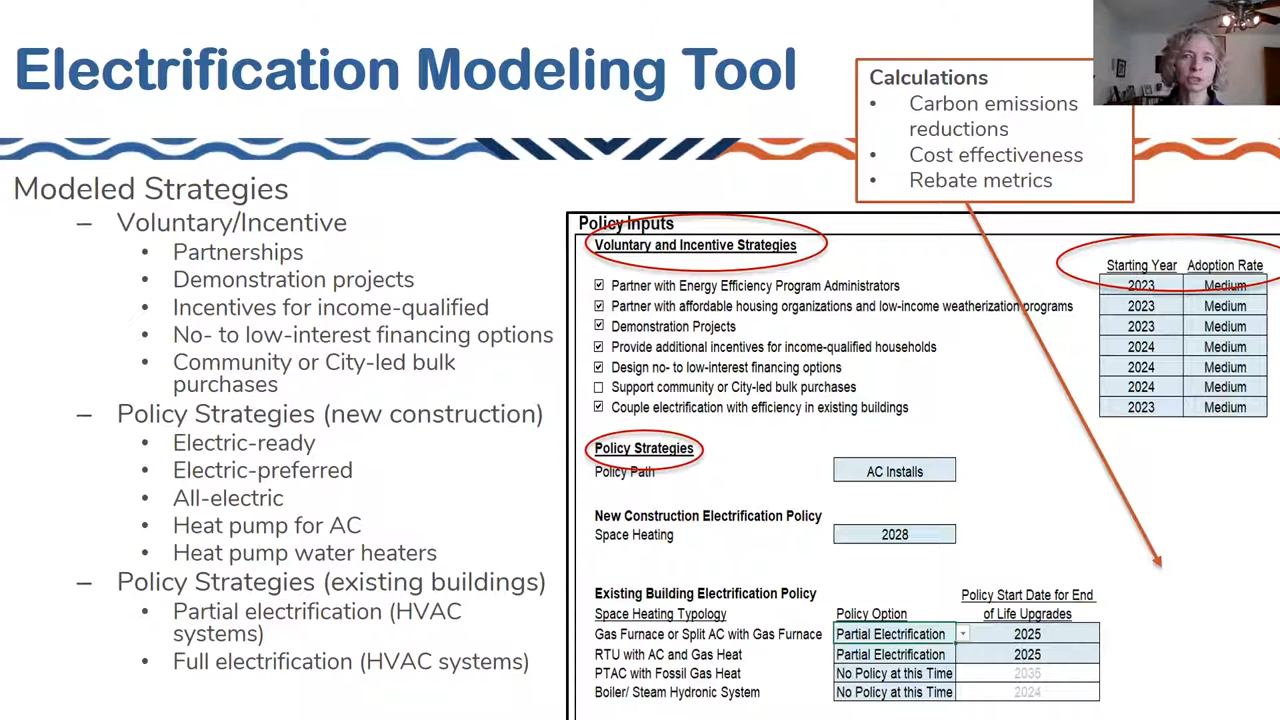 Electrification Modeling Tool
Calculations
• Carbon emissions
reductions
• Cost effectiveness
• Rebate metrics
Modeled Strategies
– Voluntary/Incentive
• Partnerships
• Demonstration projects
• Incentives for income-qualified
• No- to low-interest financing options
• Community or City-led bulk
purchases
– Policy Strategies (new construction)
• Electric-ready
• Electric-preferred
• All-electric
• Heat pump for AC
• Heat pump water heaters
– Policy Strategies (existing buildings)
• Partial electrification (HVAC
systems)
• Full electrification (HVAC systems)
Policy Inputs
Voluntary and Incentive Strategies
Starting Year Adoption Rate
Partner with Energy Efficiency Program Administrators 2023 Medium
Partner with affordable housing organizations and low-income weatherization programs 2023 Medium
Demonstration Projects 2023 Medium
Provide additional incentives for income-qualified households 2024 Medium
Design no- to low-interest financing options 2024 Medium
Support community or City-led bulk purchases 2024 Medium
Couple electrification with efficiency in existing buildings 2023 Medium
Policy Strategies
Policy Path AC Installs
New Construction Electrification Policy
Space Heating 2028
Existing Building Electrification Policy
Policy Start Date for End
Space Heating Typology Policy Option of Life Upgrades
Gas Furnace or Split AC with Gas Furnace Partial Electrification 2025
RTU with AC and Gas Heat Partial Electrification 2025
PTAC with Fossil Gas Heat No Policy at this Time 2035
Boiler/ Steam Hydronic System No Policy at this Time 2024